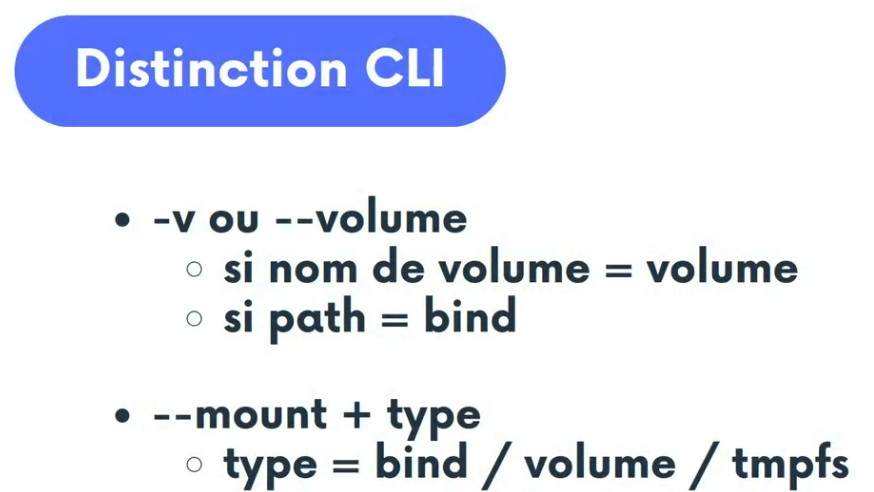 Distinction CLI
• -v ou --volume
○ si nom de volume = volume
○ si path = bind
• --mount + type
○ type = bind / volume / tmpfs